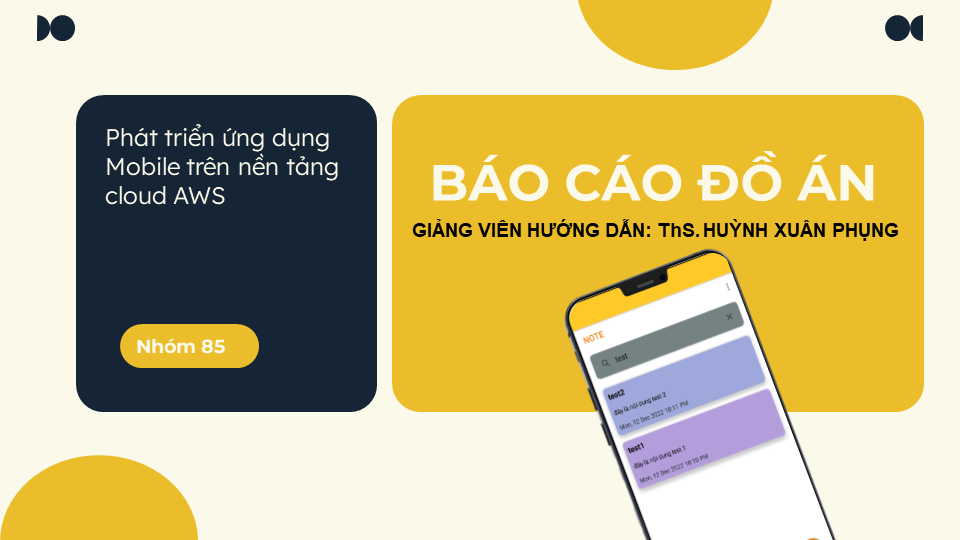 Phát triển ứng dụng
Mobile trên nền tảng
cloud AWS
Nhóm 85
BÁO CÁO ĐỒ ÁN
GIẢNG VIÊN HƯỚNG DẪN: ThS. HUỲNH XUÂN PHỤNG
NOTE
test
test2
đây là nội dung test 2
Mon, 12 Dec 2022 18:11 PM
test1
đây là nội dung test 1
Mon, 12 Dec 2022 18:10 PM